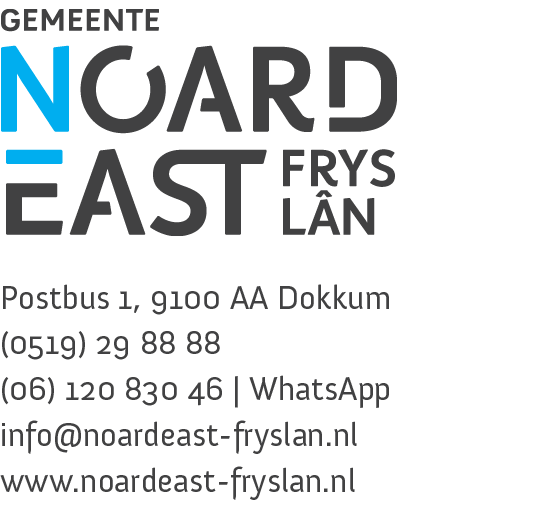 GEMEENTE
NOARD
EAST FRYS
LÂN
Postbus 1, 9100 AA Dokkum
(0519) 29 88 88
(06) 120 830 46 | WhatsApp
info@noardeast-fryslan.nl
www.noardeast-fryslan.nl